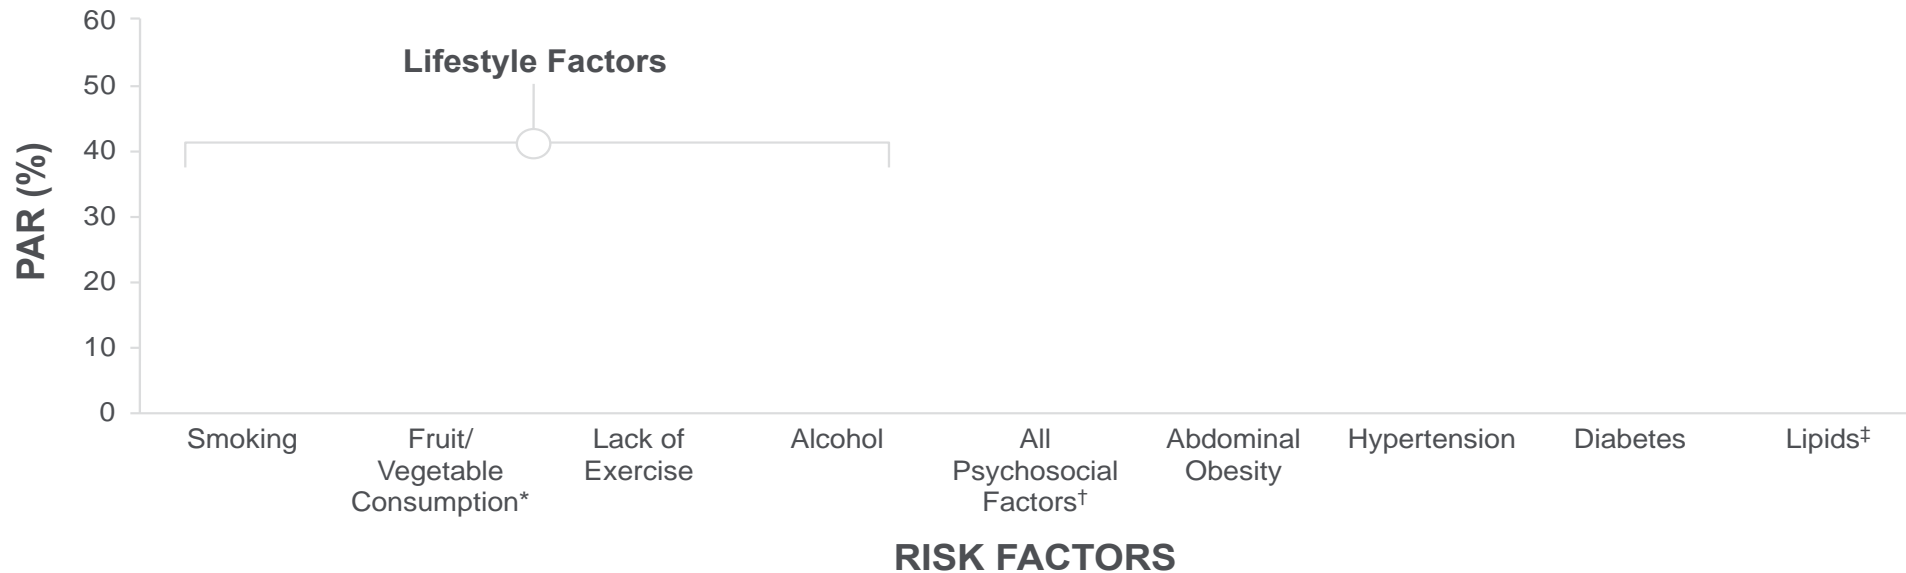 60
Lifestyle Factors
50
40
30
20
10
0
PAR (%)
Smoking
Fruit/
Vegetable
Consumption*
Lack of
Exercise
Alcohol
All
Psychosocial
Factors†
Abdominal
Obesity
Hypertension
Diabetes
Lipids‡
RISK FACTORS